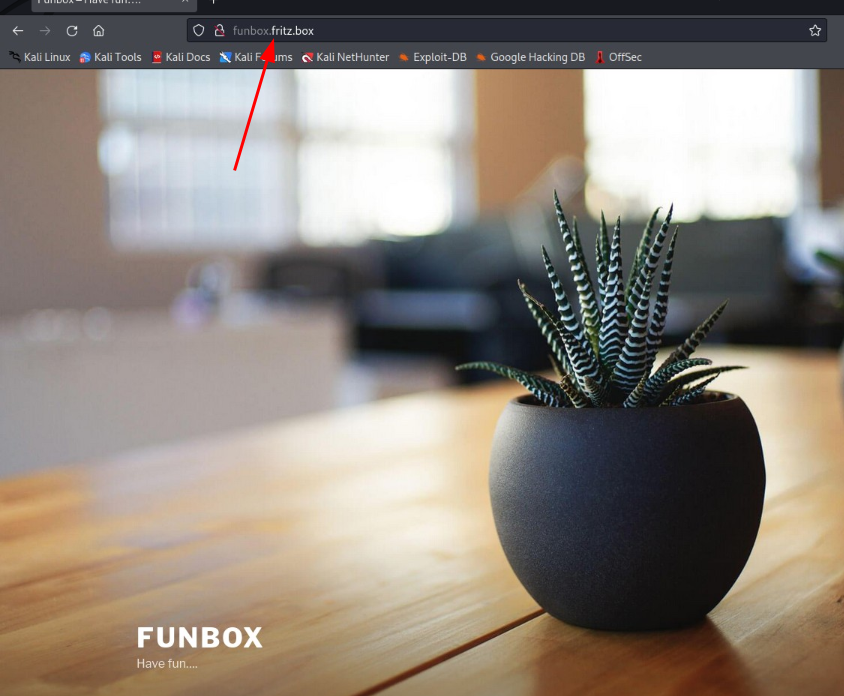 Funbox – Have fun….
funbox.fritz.box
Kali Linux Kali Tools Kali Docs Kali Forums Kali NetHunter Exploit-DB Google Hacking DB OffSec
FUNBOX
Have fun….